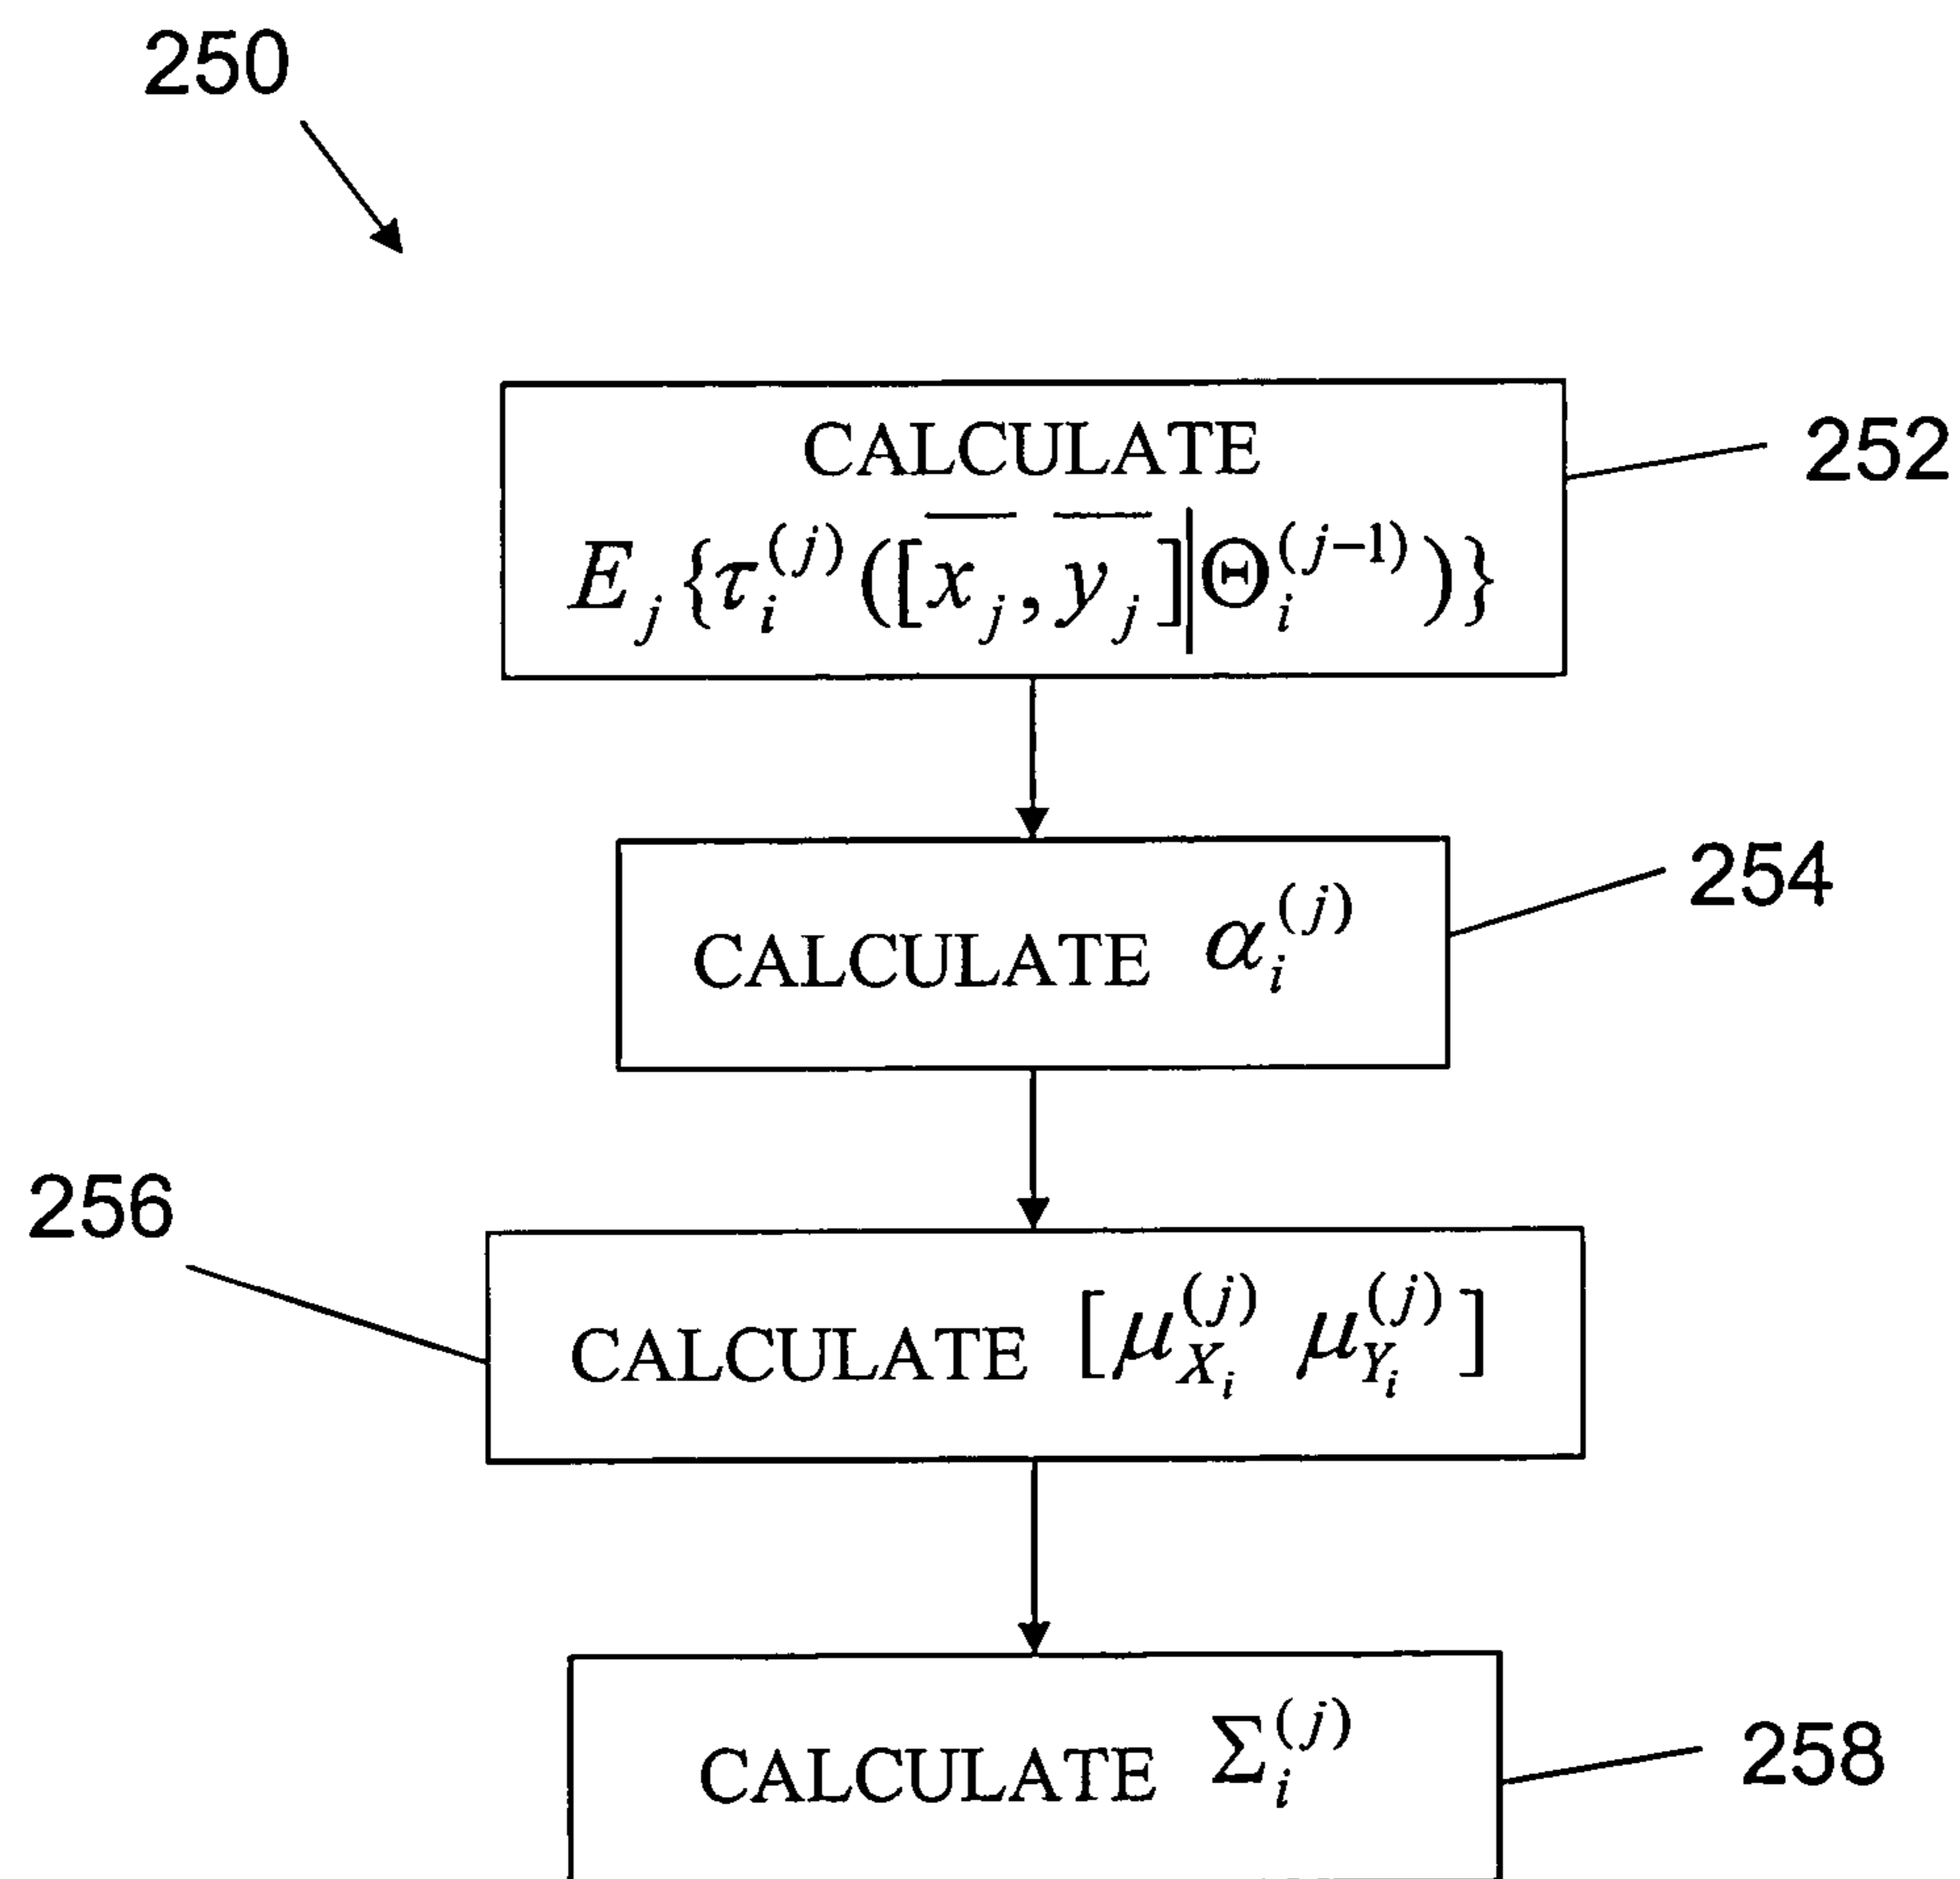 250
CALCULATE
E_j{τ_i^(j)([x̅_j, y̅_j]|Θ_i^(j−1))}
252
CALCULATE α_i^(j)
254
256
CALCULATE [μ_{X_i}^(j) μ_{Y_i}^(j)]
CALCULATE Σ_i^(j)
258